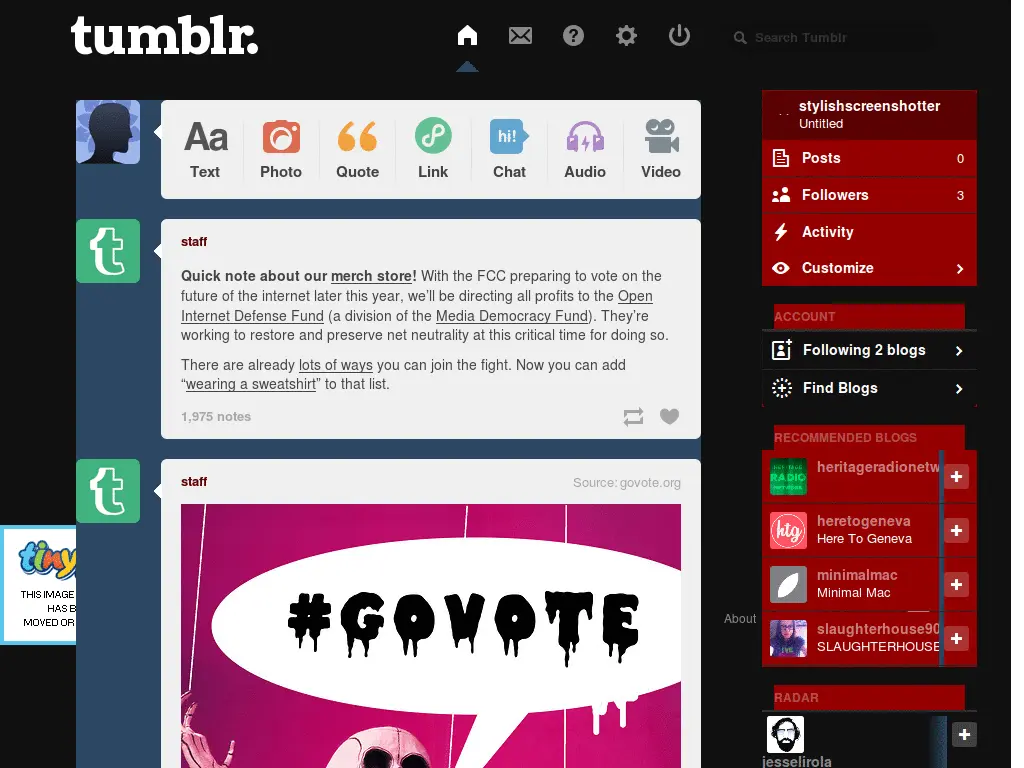 tumblr.
Search Tumblr
Aa
hi!
Text
Photo
Quote
Link
Chat
Audio
Video
stylishscreenshotter
Untitled
Posts 0
Followers 3
Activity
Customize
t
staff
Quick note about our merch store! With the FCC preparing to vote on the
future of the internet later this year, we'll be directing all profits to the Open
Internet Defense Fund (a division of the Media Democracy Fund). They're
working to restore and preserve net neutrality at this critical time for doing so.
There are already lots of ways you can join the fight. Now you can add
“wearing a sweatshirt” to that list.
1,975 notes
ACCOUNT
Following 2 blogs
Find Blogs
RECOMMENDED BLOGS
HERITAGE
RADIO
NETWORK
heritageradionetw
htg
heretogeneva
Here To Geneva
minimalmac
Minimal Mac
slaughterhouse90
SLAUGHTERHOUSE
t
staff
Source: govote.org
#GOVOTE
tiny
THIS IMAGE
HAS B
MOVED OR
About
RADAR
jesselirola